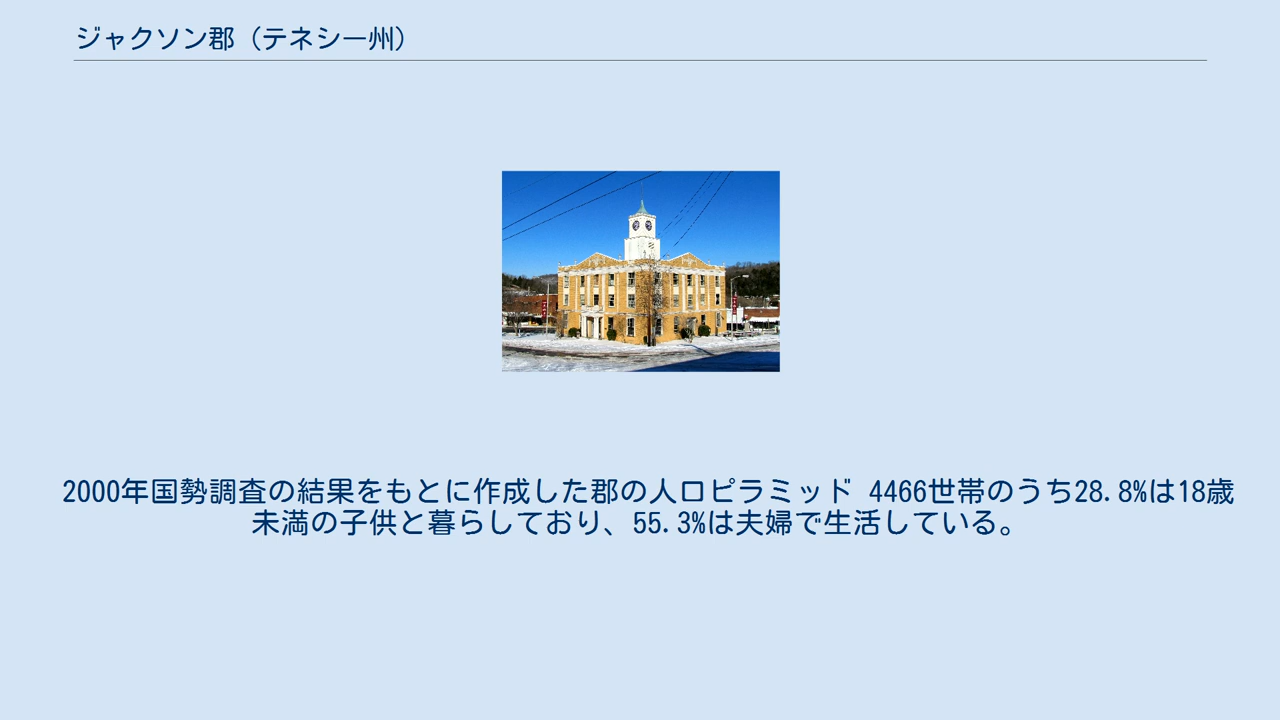 ジャクソン郡（テネシー州）
2000年国勢調査の結果をもとに作成した郡の人口ピラミッド 4466世帯のうち28.8%は18歳
未満の子供と暮らしており、55.3%は夫婦で生活している。